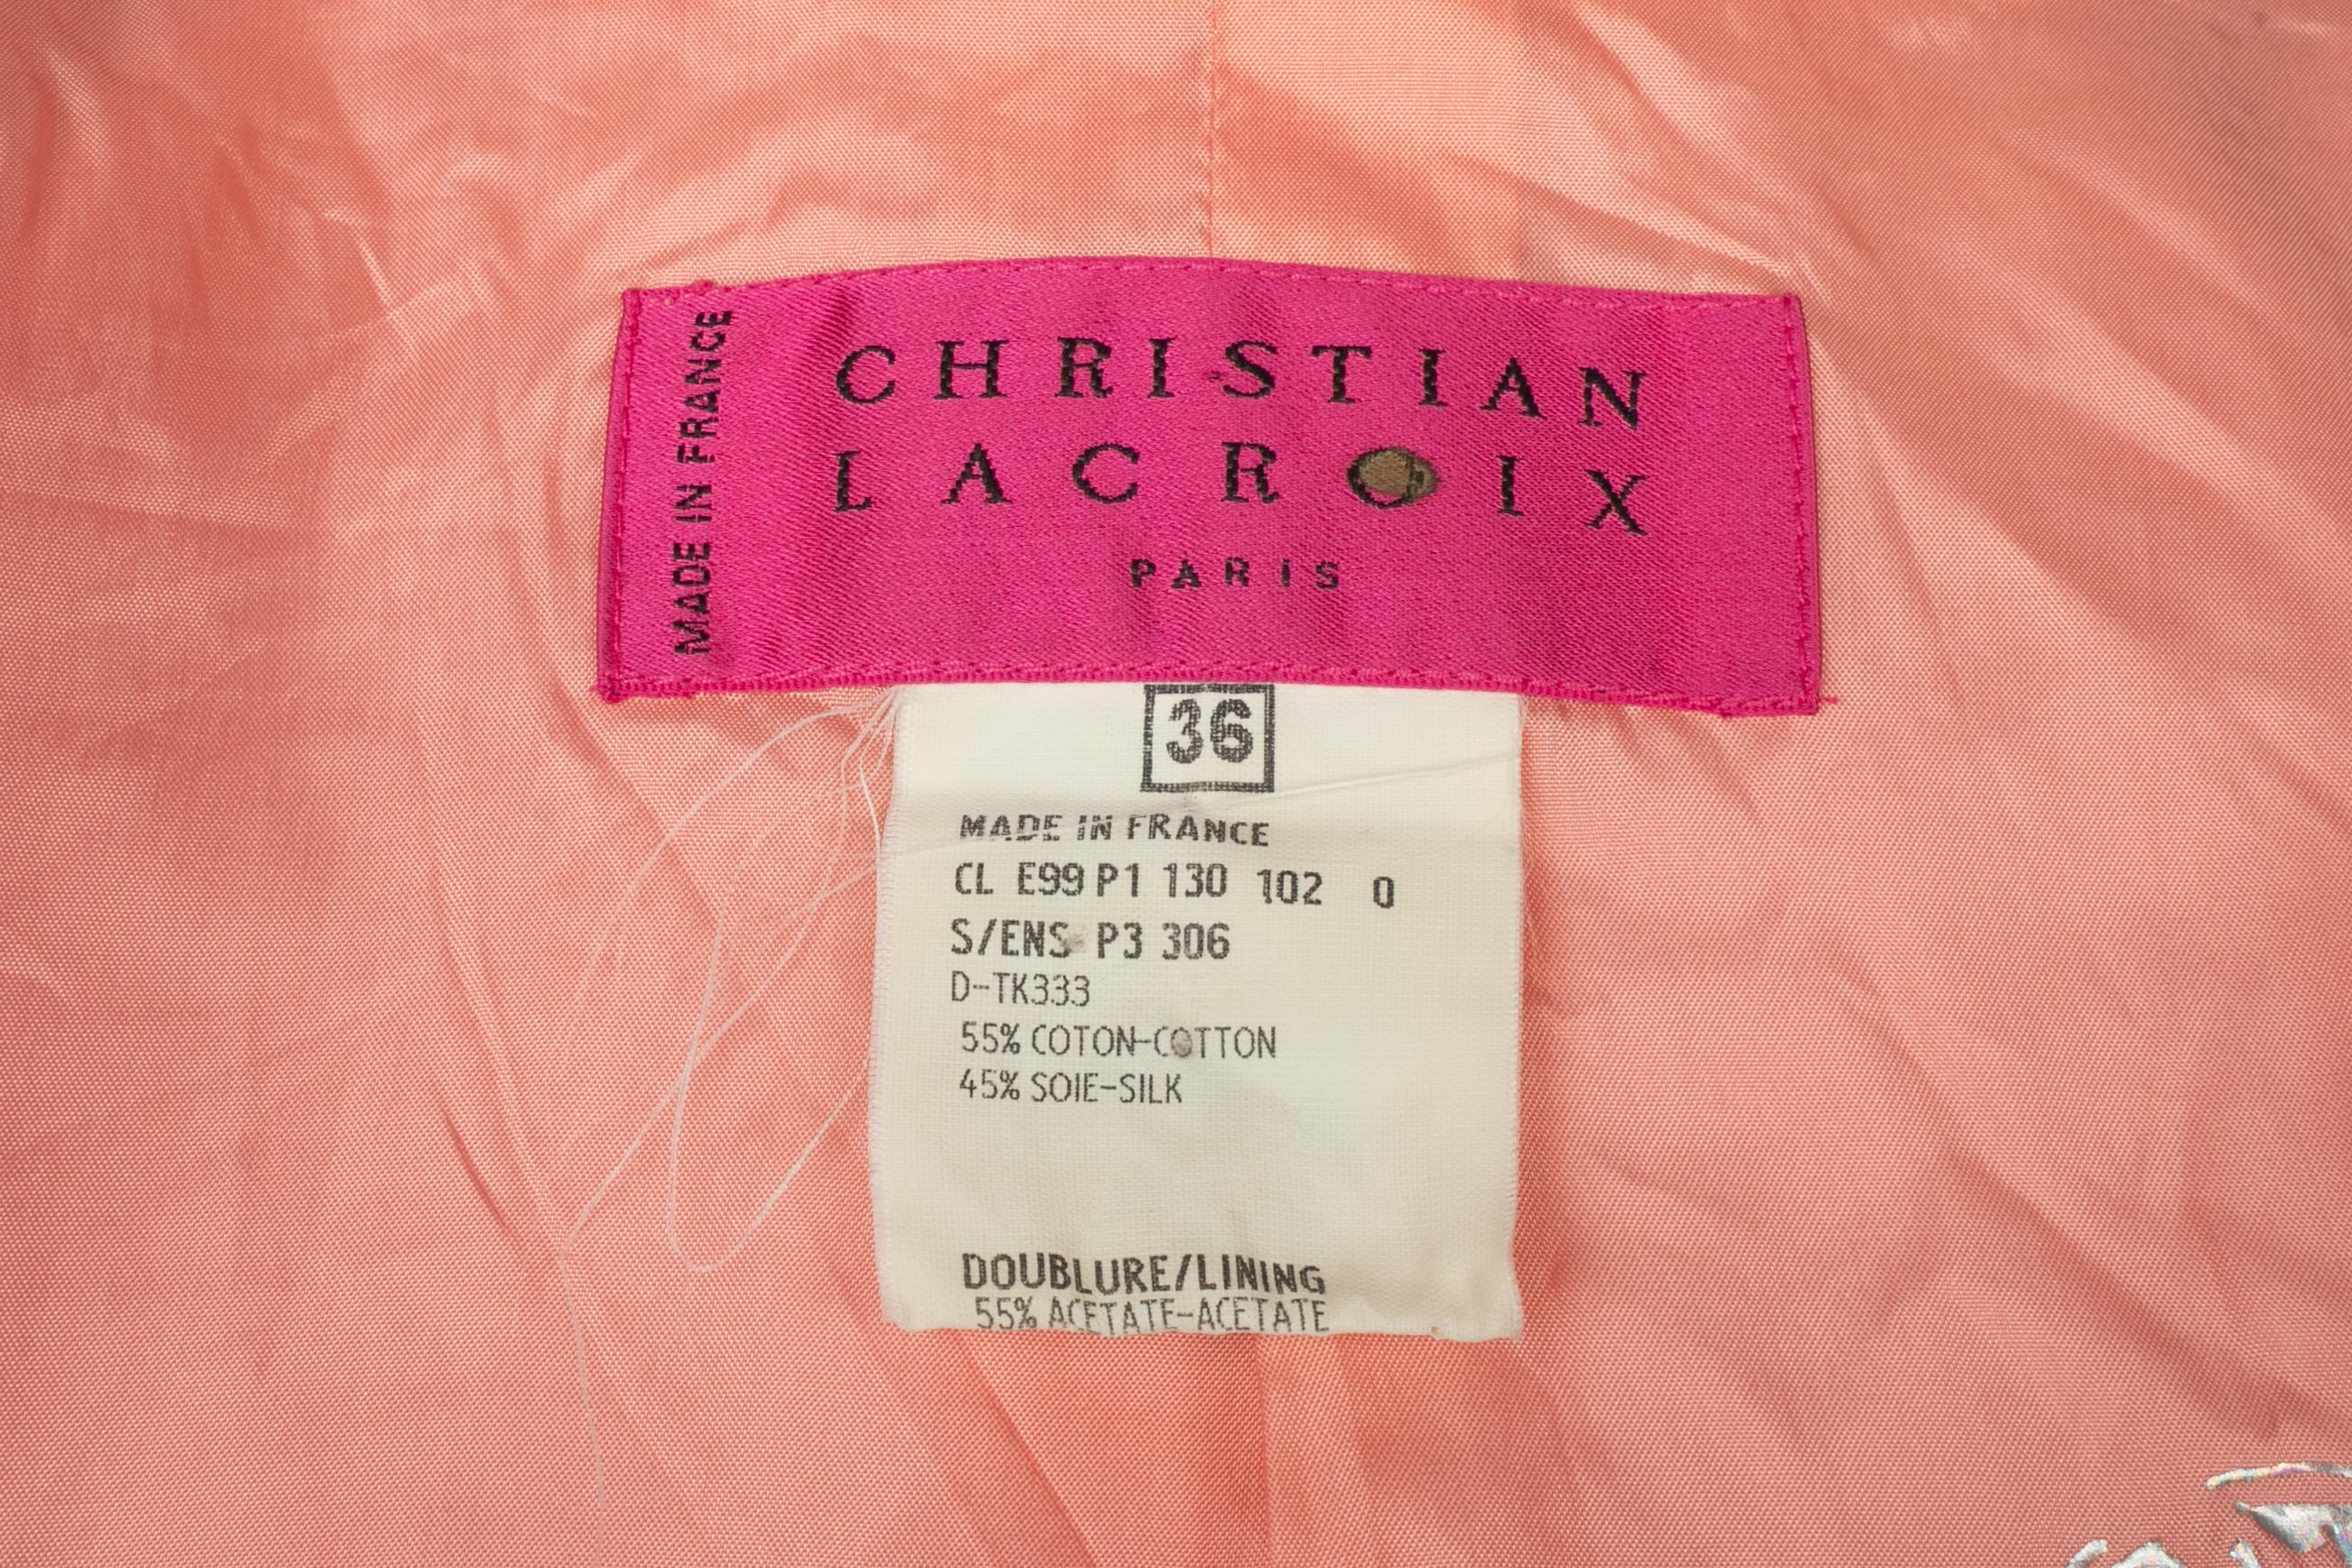 MADE IN FRANCE
CHRISTIAN
LACROIX
PARIS
36
MADE IN FRANCE
CL E99 P1 130 102 0
S/ENS P3 306
D-TK333
55% COTON-COTTON
45% SOIE-SILK
DOUBLURE/LINING
55% ACETATE-ACETATE